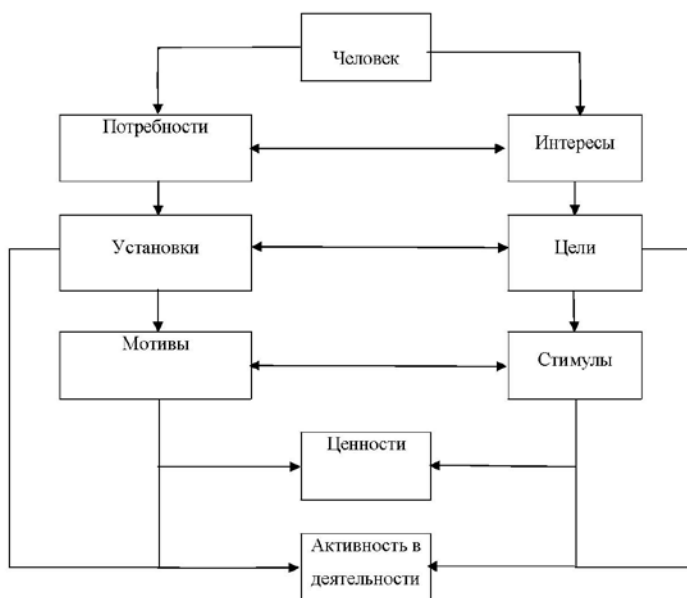 Человек
Потребности
Интересы
Установки
Цели
Мотивы
Стимулы
Ценности
Активность в
деятельности